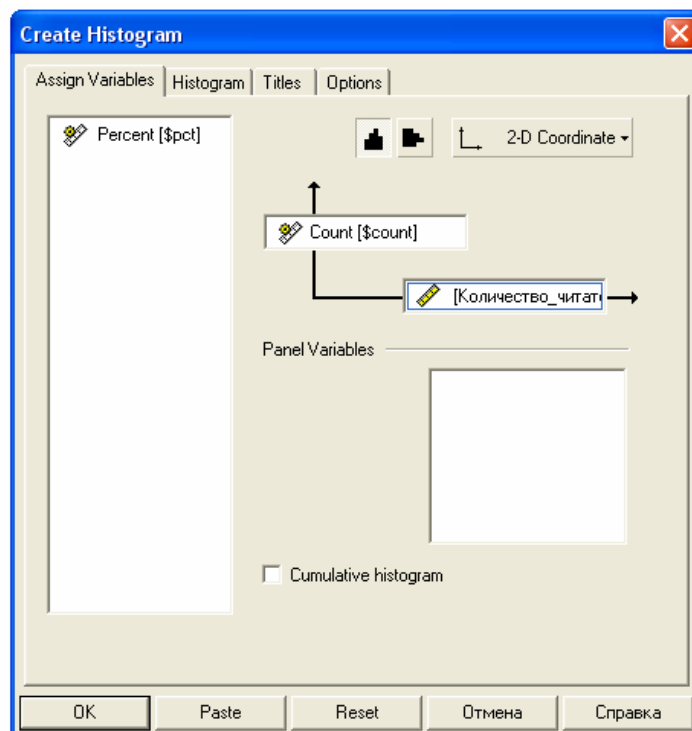 Create Histogram
Assign Variables Histogram Titles Options
Percent [$pct]
2-D Coordinate
Count [$count]
[Количество_читат
Panel Variables
Cumulative histogram
OK Paste Reset Отмена Справка